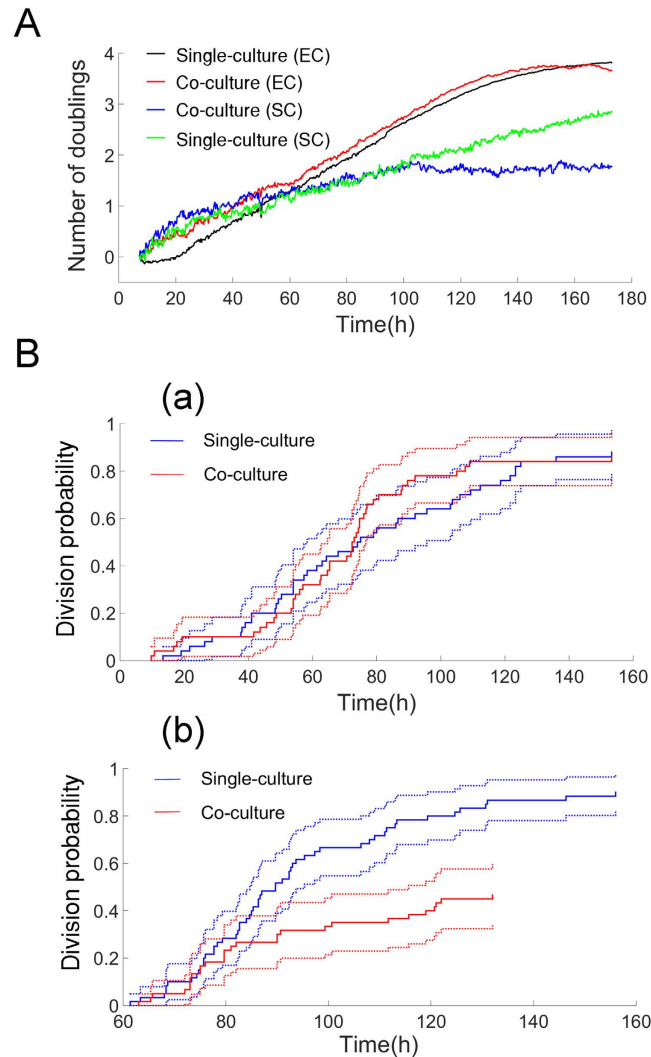 A
Single-culture (EC)
Co-culture (EC)
Co-culture (SC)
Single-culture (SC)
Number of doublings
4
3
2
1
0
0 20 40 60 80 100 120 140 160 180
Time(h)
B
(a)
Single-culture
Co-culture
Division probability
1
0.8
0.6
0.4
0.2
0
0 20 40 60 80 100 120 140 160
Time(h)
(b)
Single-culture
Co-culture
Division probability
1
0.8
0.6
0.4
0.2
0
60 80 100 120 140 160
Time(h)